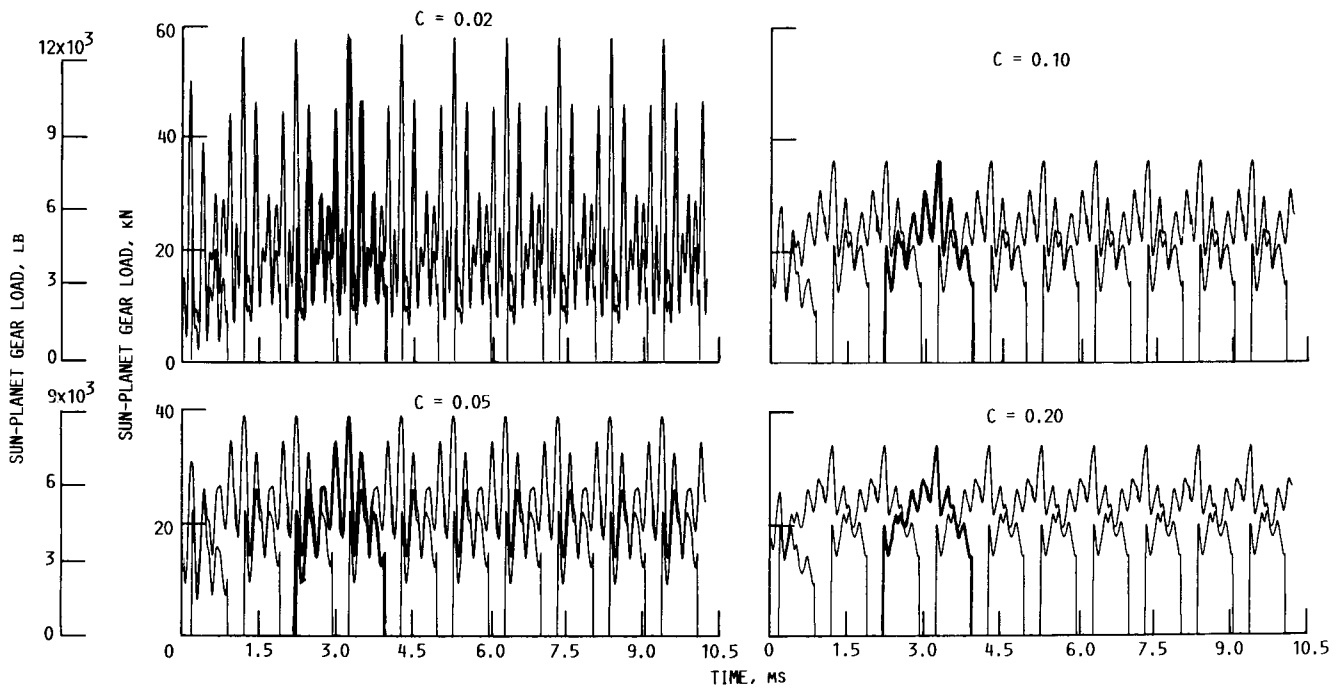 C = 0.02
C = 0.10
12x10³
9
6
3
0
SUN-PLANET GEAR LOAD, LB
60
40
20
0
SUN-PLANET GEAR LOAD, KN
C = 0.05
C = 0.20
9x10³
6
3
0
40
20
0 1.5 3.0 4.5 6.0 7.5 9.0 10.5
0 1.5 3.0 4.5 6.0 7.5 9.0 10.5
TIME, MS